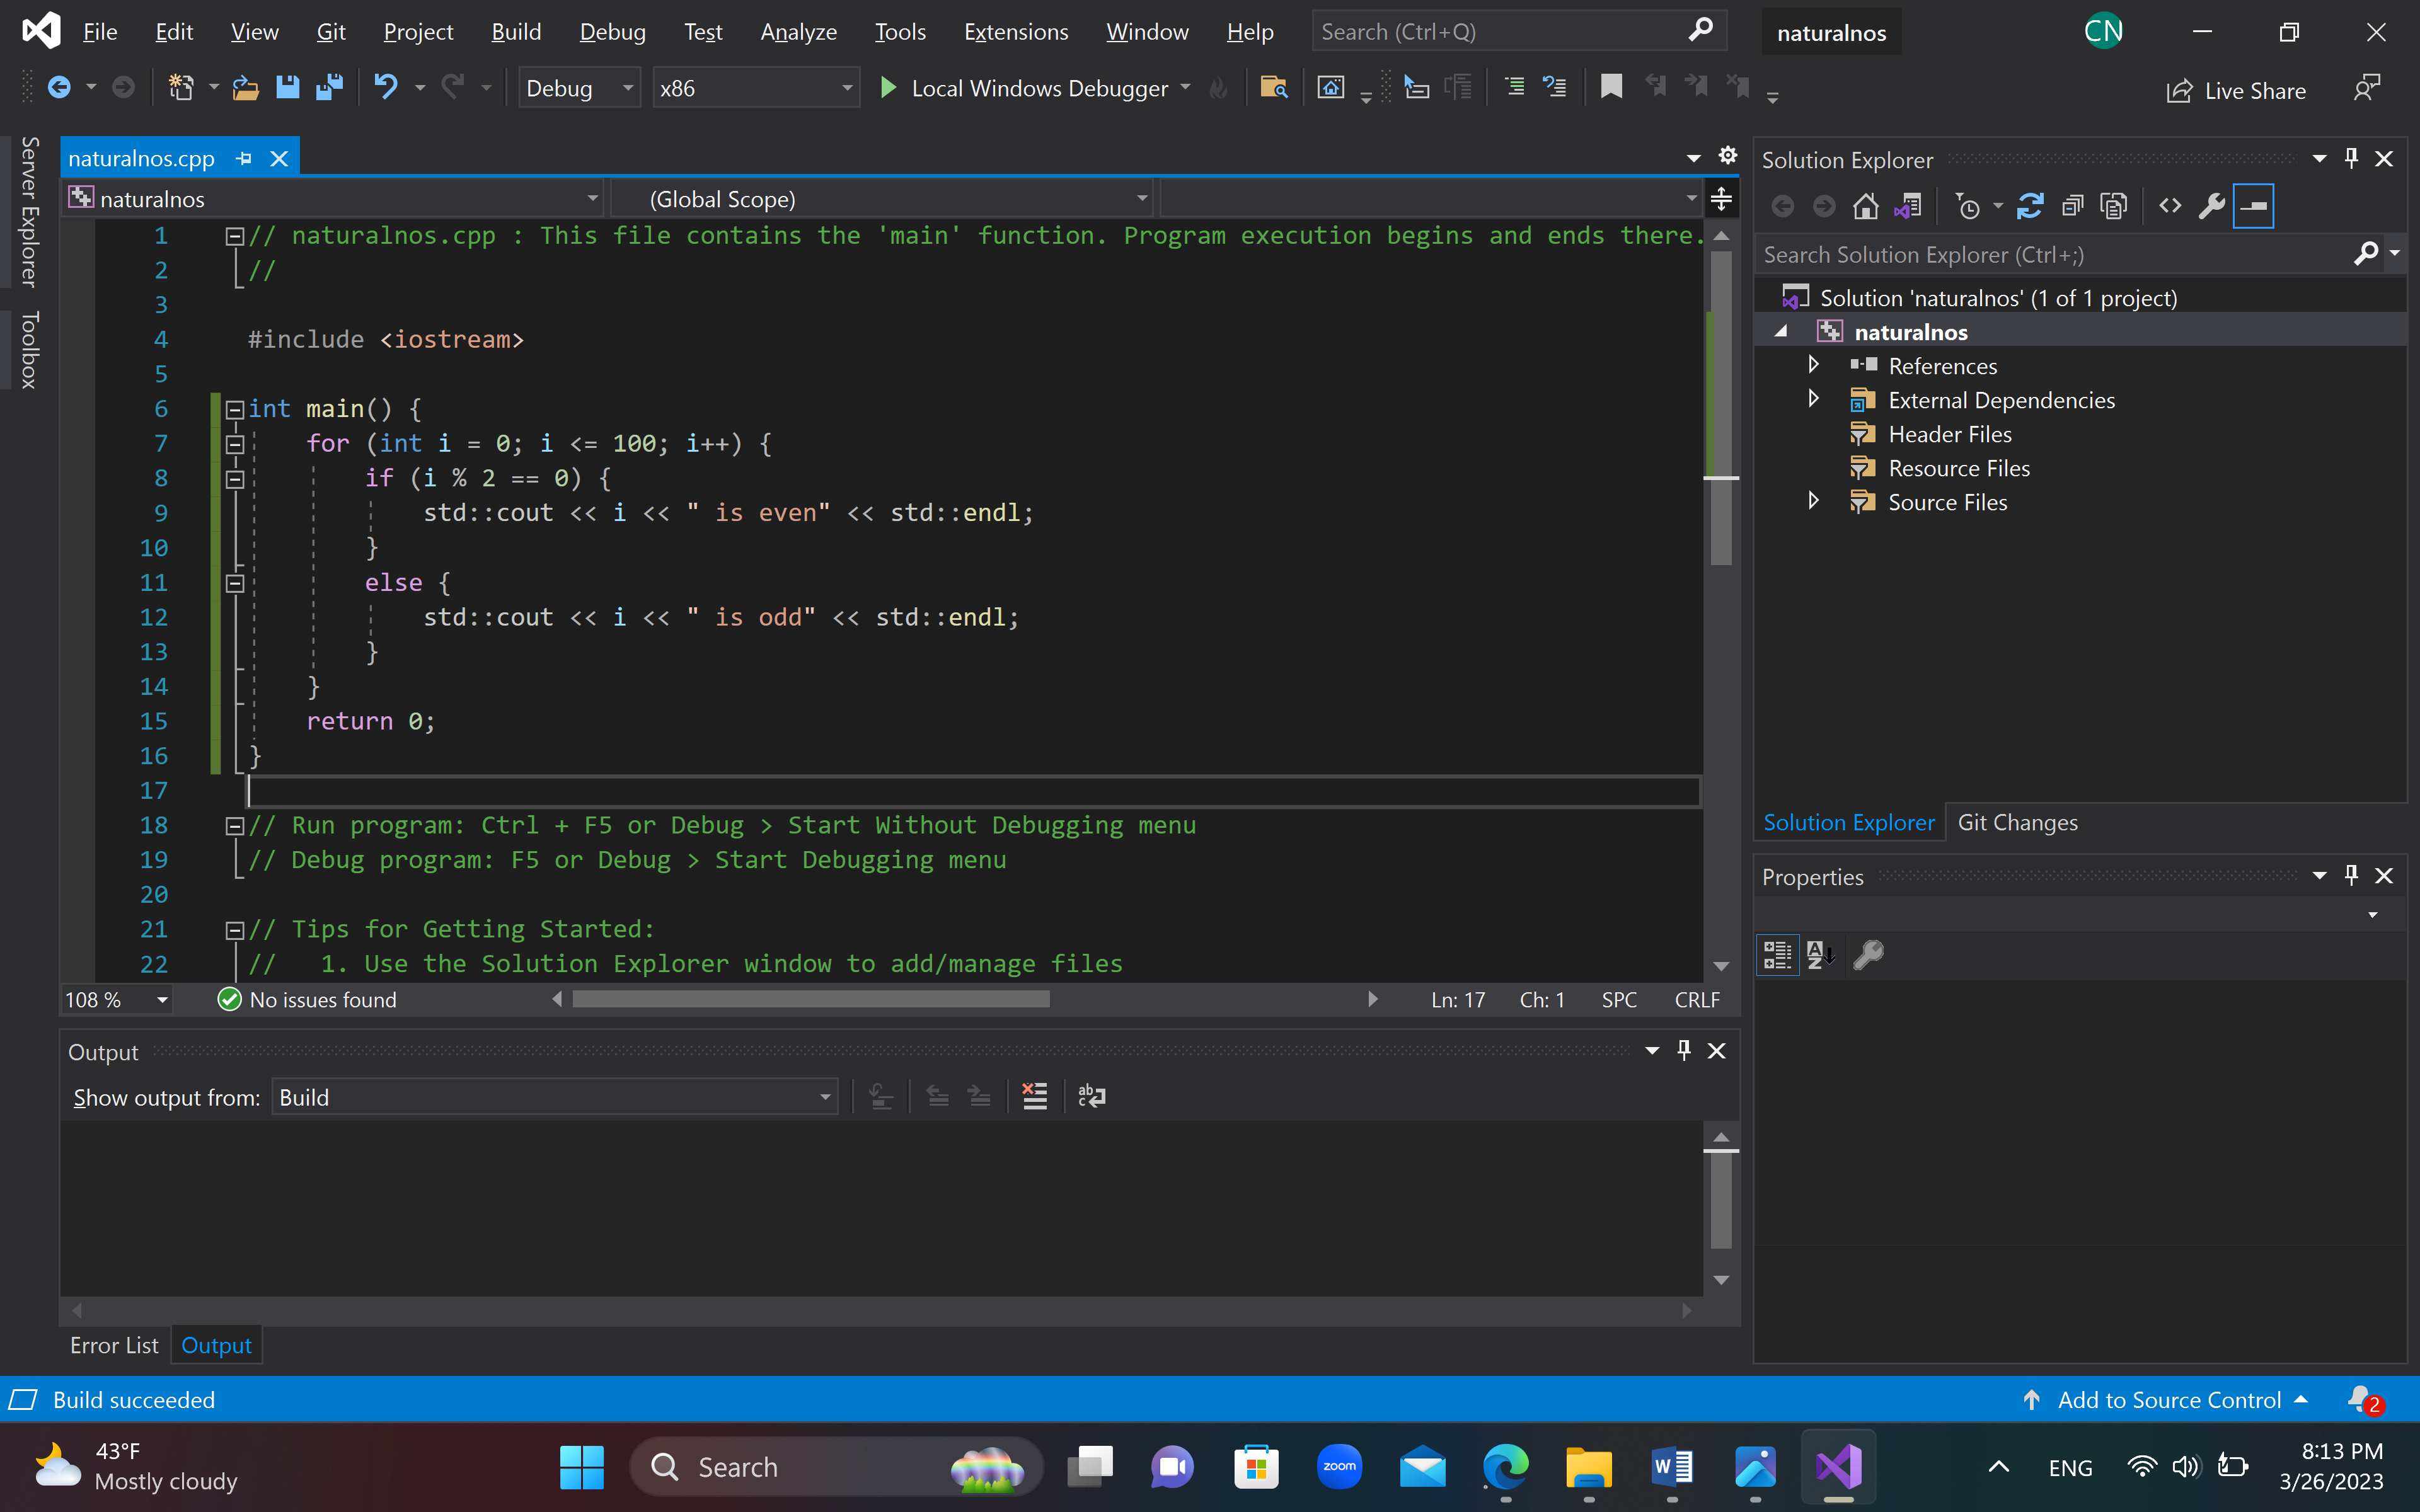 File Edit View Git Project Build Debug Test Analyze Tools Extensions Window Help Search (Ctrl+Q) naturalnos CN
Debug x86 Local Windows Debugger Live Share
Server Explorer
Toolbox
naturalnos.cpp
naturalnos (Global Scope)
1 // naturalnos.cpp : This file contains the 'main' function. Program execution begins and ends there.
2 //
3
4 #include <iostream>
5
6 int main() {
7 for (int i = 0; i <= 100; i++) {
8 if (i % 2 == 0) {
9 std::cout << i << " is even" << std::endl;
10 }
11 else {
12 std::cout << i << " is odd" << std::endl;
13 }
14 }
15 return 0;
16 }
17
18 // Run program: Ctrl + F5 or Debug > Start Without Debugging menu
19 // Debug program: F5 or Debug > Start Debugging menu
20
21 // Tips for Getting Started:
22 //   1. Use the Solution Explorer window to add/manage files
108 % No issues found Ln: 17 Ch: 1 SPC CRLF
Output
Show output from: Build
Error List Output
Solution Explorer
Search Solution Explorer (Ctrl+;)
Solution 'naturalnos' (1 of 1 project)
naturalnos
References
External Dependencies
Header Files
Resource Files
Source Files
Solution Explorer Git Changes
Properties
Build succeeded Add to Source Control 2
43°F
Mostly cloudy
Search
zoom
W
ENG
8:13 PM
3/26/2023